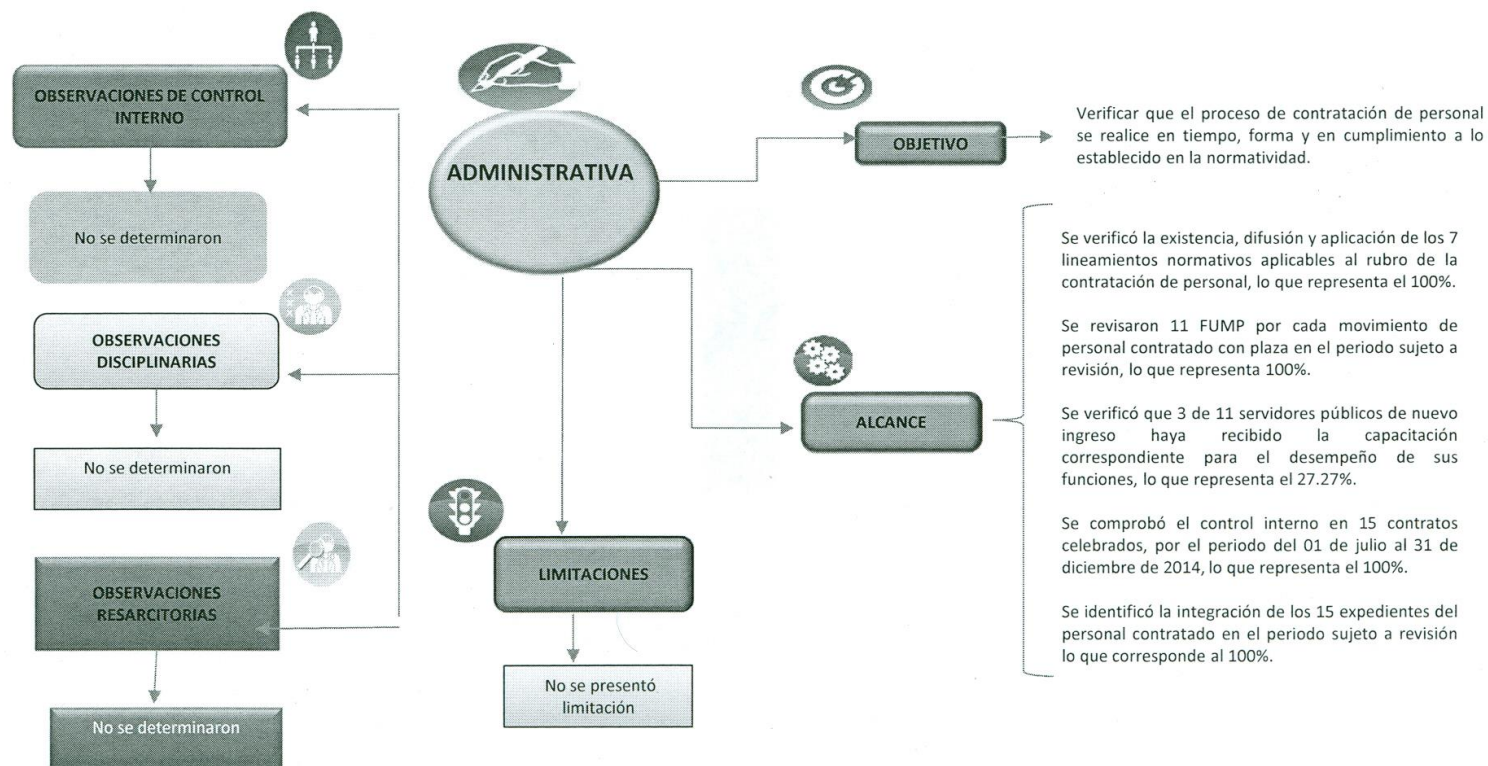 OBSERVACIONES DE CONTROL
INTERNO
No se determinaron
OBSERVACIONES
DISCIPLINARIAS
No se determinaron
OBSERVACIONES
RESARCITORIAS
No se determinaron
ADMINISTRATIVA
LIMITACIONES
No se presentó
limitación
OBJETIVO
Verificar que el proceso de contratación de personal
se realice en tiempo, forma y en cumplimiento a lo
establecido en la normatividad.
ALCANCE
Se verificó la existencia, difusión y aplicación de los 7
lineamientos normativos aplicables al rubro de la
contratación de personal, lo que representa el 100%.
Se revisaron 11 FUMP por cada movimiento de
personal contratado con plaza en el periodo sujeto a
revisión, lo que representa 100%.
Se verificó que 3 de 11 servidores públicos de nuevo
ingreso haya recibido la capacitación
correspondiente para el desempeño de sus
funciones, lo que representa el 27.27%.
Se comprobó el control interno en 15 contratos
celebrados, por el periodo del 01 de julio al 31 de
diciembre de 2014, lo que representa el 100%.
Se identificó la integración de los 15 expedientes del
personal contratado en el periodo sujeto a revisión
lo que corresponde al 100%.